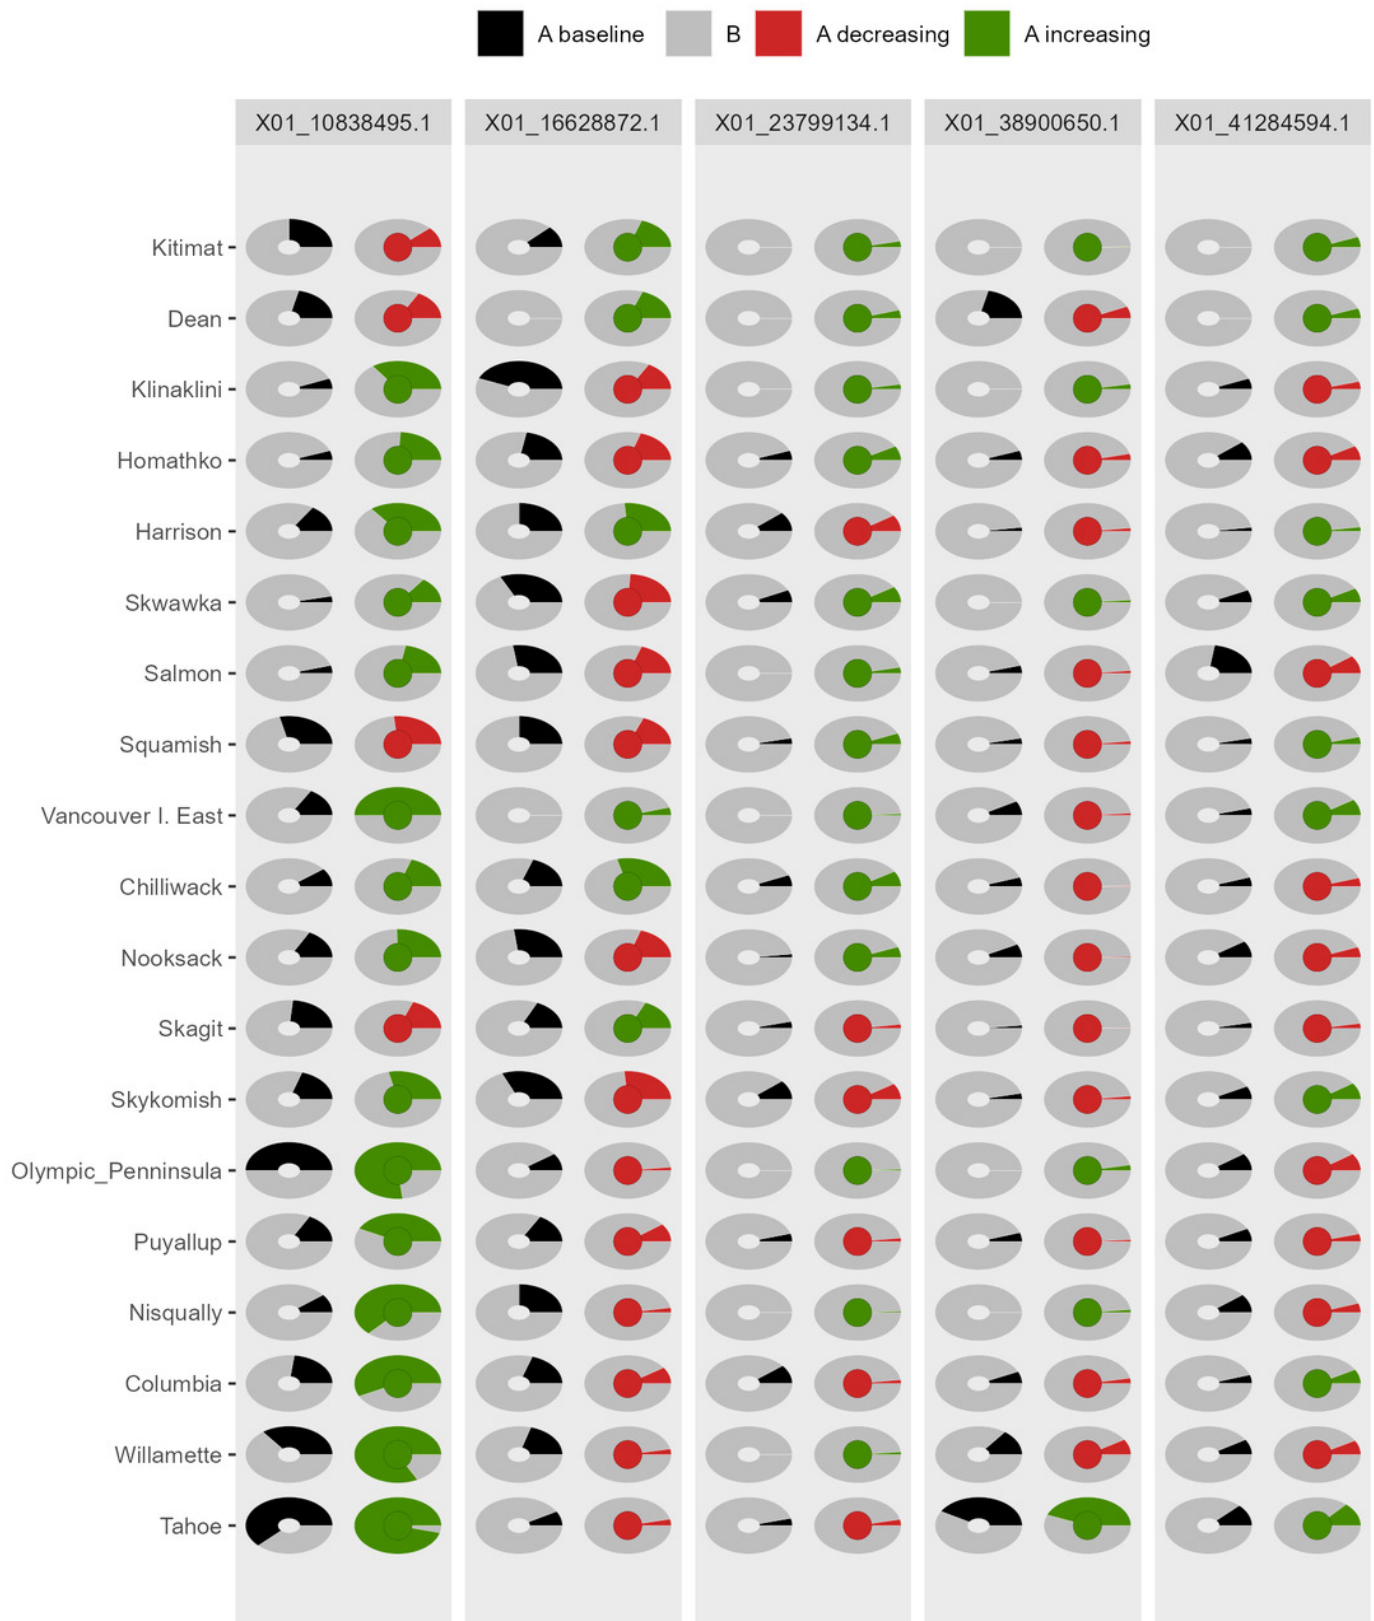 A baseline B A decreasing A increasing
X01_10838495.1 X01_16628872.1 X01_23799134.1 X01_38900650.1 X01_41284594.1
Kitimat
Dean
Klinaklini
Homathko
Harrison
Skwawka
Salmon
Squamish
Vancouver I. East
Chilliwack
Nooksack
Skagit
Skykomish
Olympic_Penninsula
Puyallup
Nisqually
Columbia
Willamette
Tahoe